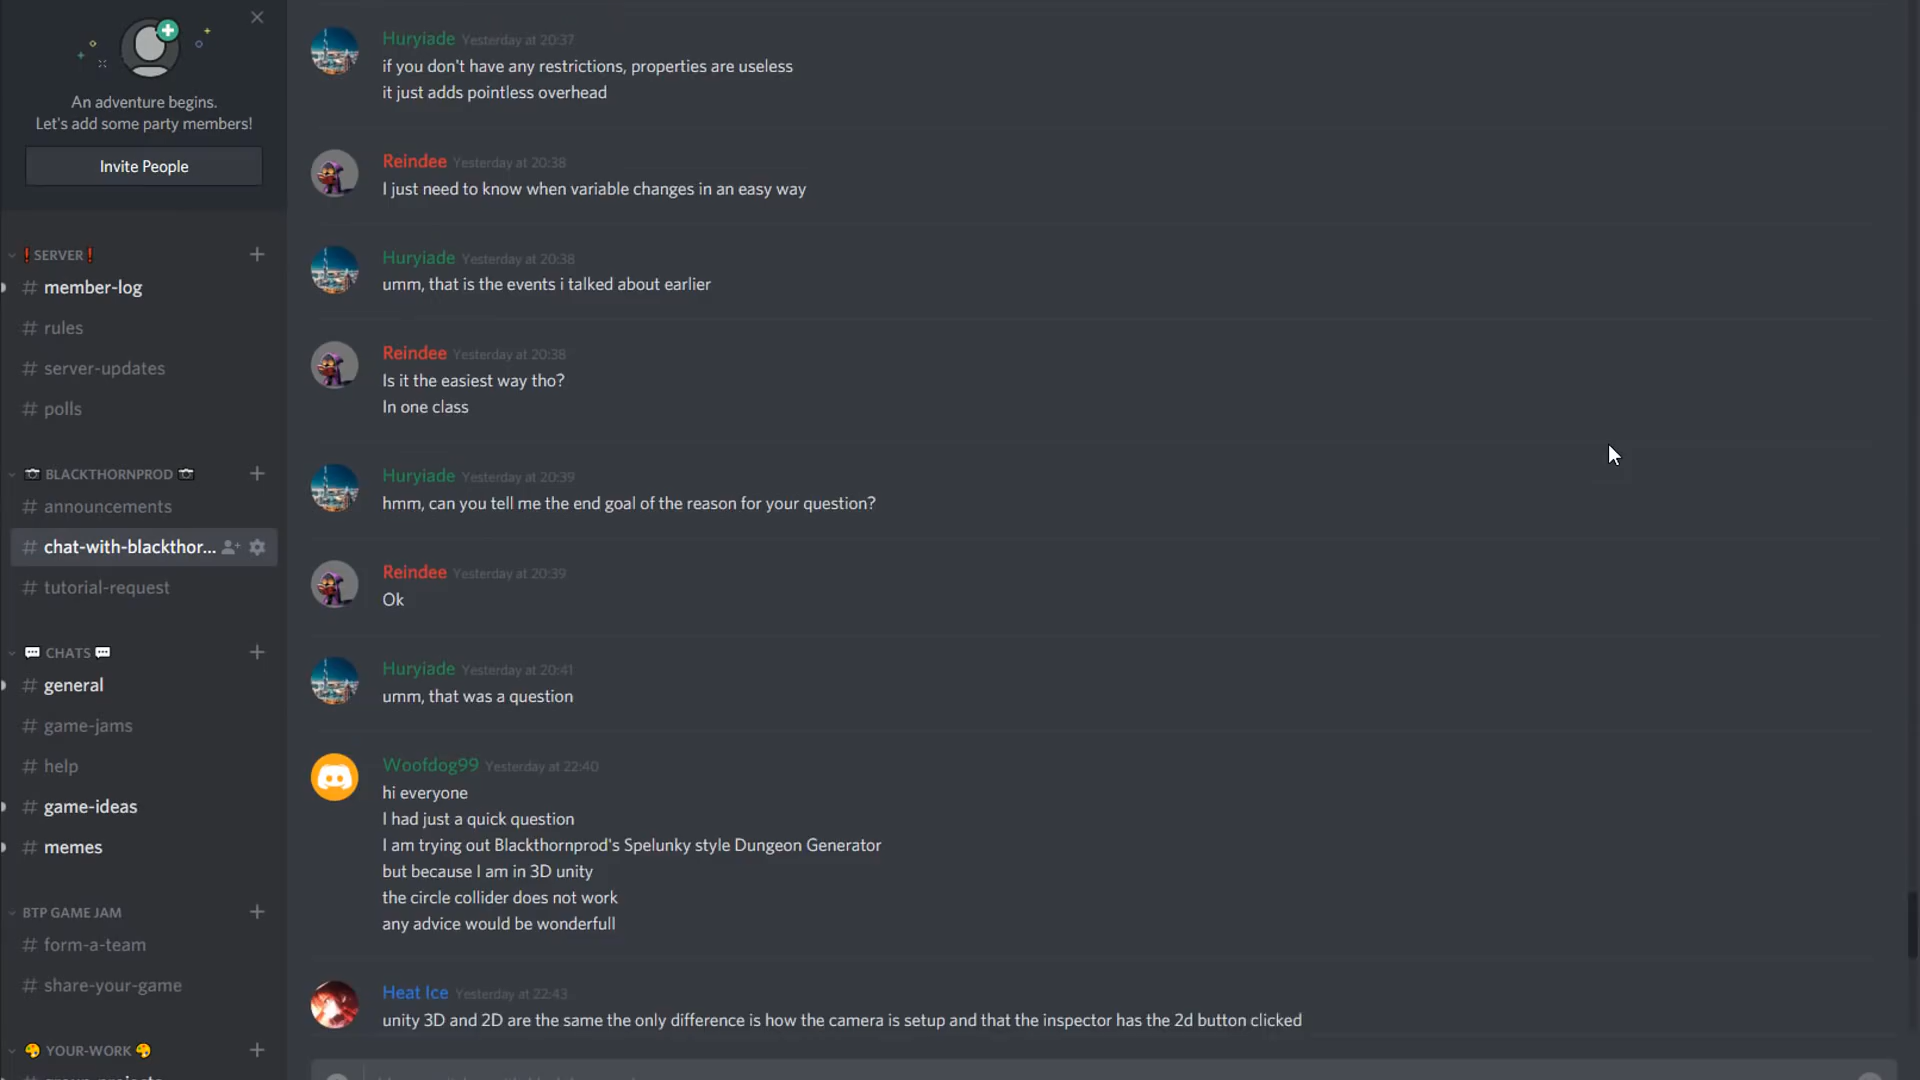 An adventure begins.
Let's add some party members!
Invite People
❗SERVER❗
# member-log
# rules
# server-updates
# polls
📷 BLACKTHORNPROD 📷
# announcements
# chat-with-blackthor...
# tutorial-request
💬 CHATS 💬
# general
# game-jams
# help
# game-ideas
# memes
BTP GAME JAM
# form-a-team
# share-your-game
🎨 YOUR-WORK 🎨
Huryiade Yesterday at 20:37
if you don't have any restrictions, properties are useless
it just adds pointless overhead
Reindee Yesterday at 20:38
I just need to know when variable changes in an easy way
Huryiade Yesterday at 20:38
umm, that is the events i talked about earlier
Reindee Yesterday at 20:38
Is it the easiest way tho?
In one class
Huryiade Yesterday at 20:39
hmm, can you tell me the end goal of the reason for your question?
Reindee Yesterday at 20:39
Ok
Huryiade Yesterday at 20:41
umm, that was a question
Woofdog99 Yesterday at 22:40
hi everyone
I had just a quick question
I am trying out Blackthornprod's Spelunky style Dungeon Generator
but because I am in 3D unity
the circle collider does not work
any advice would be wonderfull
Heat Ice Yesterday at 22:43
unity 3D and 2D are the same the only difference is how the camera is setup and that the inspector has the 2d button clicked